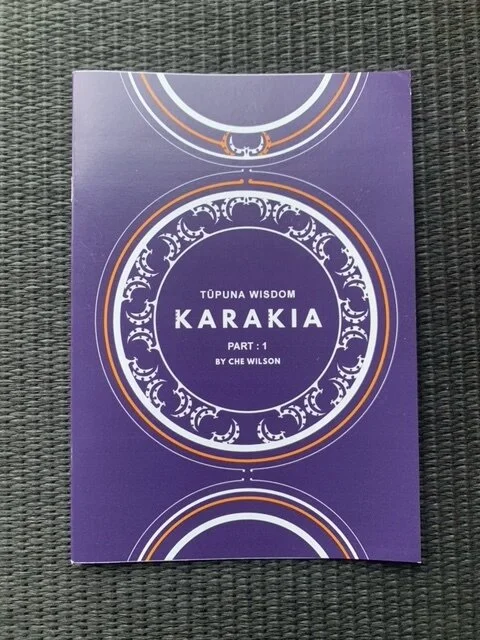 TŪPUNA WISDOM
KARAKIA
PART : 1
BY CHE WILSON